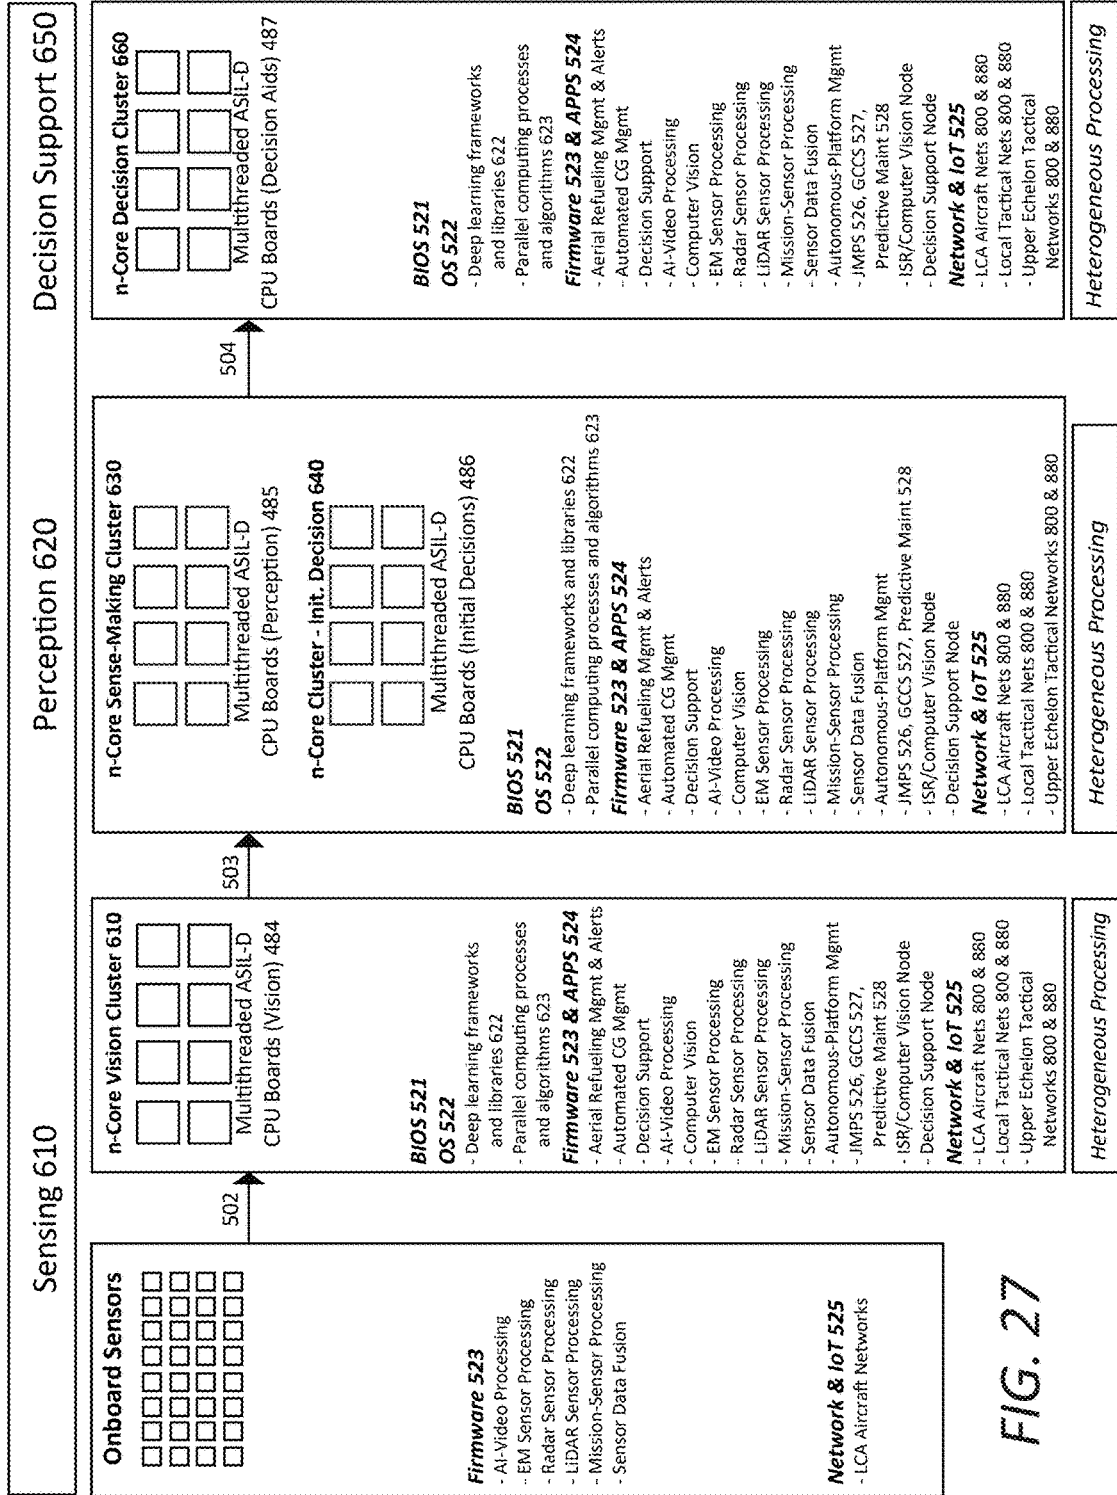 Sensing 610
Perception 620
Decision Support 650
Onboard Sensors
Firmware 523
- AI-Video Processing
- EM Sensor Processing
- Radar Sensor Processing
- LiDAR Sensor Processing
- Mission-Sensor Processing
- Sensor Data Fusion
Network & IoT 525
- LCA Aircraft Networks
502
n-Core Vision Cluster 610
Multithreaded ASIL-D
CPU Boards (Vision) 484
BIOS 521
OS 522
- Deep learning frameworks
and libraries 622
- Parallel computing processes
and algorithms 623
Firmware 523 & APPS 524
- Aerial Refueling Mgmt & Alerts
- Automated CG Mgmt
- Decision Support
- AI-Video Processing
- Computer Vision
- EM Sensor Processing
- Radar Sensor Processing
- LiDAR Sensor Processing
- Mission-Sensor Processing
- Sensor Data Fusion
- Autonomous-Platform Mgmt
- JMPS 526, GCCS 527,
Predictive Maint 528
- ISR/Computer Vision Node
- Decision Support Node
Network & IoT 525
- LCA Aircraft Nets 800 & 880
- Local Tactical Nets 800 & 880
- Upper Echelon Tactical
Networks 800 & 880
Heterogeneous Processing
503
n-Core Sense-Making Cluster 630
Multithreaded ASIL-D
CPU Boards (Perception) 485
n-Core Cluster - Init. Decision 640
Multithreaded ASIL-D
CPU Boards (Initial Decisions) 486
BIOS 521
OS 522
- Deep learning frameworks and libraries 622
- Parallel computing processes and algorithms 623
Firmware 523 & APPS 524
- Aerial Refueling Mgmt & Alerts
- Automated CG Mgmt
- Decision Support
- AI-Video Processing
- Computer Vision
- EM Sensor Processing
- Radar Sensor Processing
- LiDAR Sensor Processing
- Mission-Sensor Processing
- Sensor Data Fusion
- Autonomous-Platform Mgmt
- JMPS 526, GCCS 527, Predictive Maint 528
- ISR/Computer Vision Node
- Decision Support Node
Network & IoT 525
- LCA Aircraft Nets 800 & 880
- Local Tactical Nets 800 & 880
- Upper Echelon Tactical Networks 800 & 880
Heterogeneous Processing
504
n-Core Decision Cluster 660
Multithreaded ASIL-D
CPU Boards (Decision Aids) 487
BIOS 521
OS 522
- Deep learning frameworks
and libraries 622
- Parallel computing processes
and algorithms 623
Firmware 523 & APPS 524
- Aerial Refueling Mgmt & Alerts
- Automated CG Mgmt
- Decision Support
- AI-Video Processing
- Computer Vision
- EM Sensor Processing
- Radar Sensor Processing
- LiDAR Sensor Processing
- Mission-Sensor Processing
- Sensor Data Fusion
- Autonomous-Platform Mgmt
- JMPS 526, GCCS 527,
Predictive Maint 528
- ISR/Computer Vision Node
- Decision Support Node
Network & IoT 525
- LCA Aircraft Nets 800 & 880
- Local Tactical Nets 800 & 880
- Upper Echelon Tactical
Networks 800 & 880
Heterogeneous Processing
FIG. 27